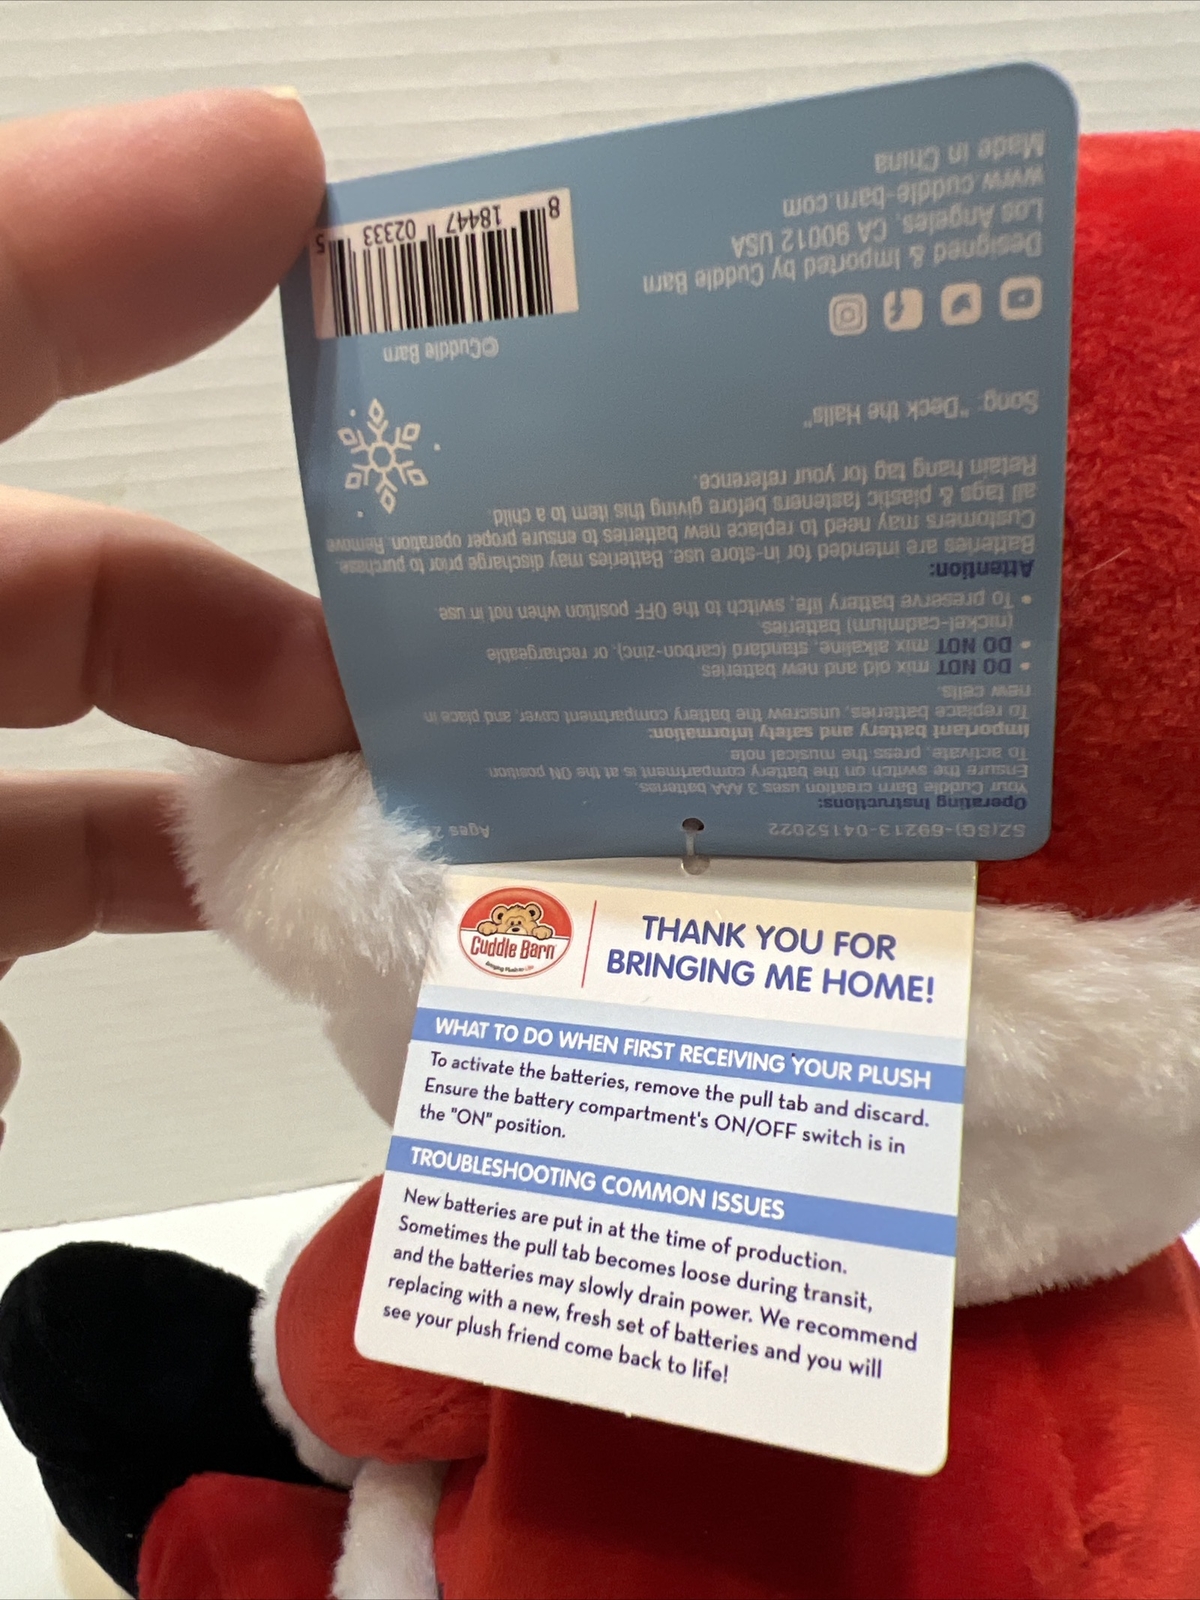 SZ(SG)-69213-04152022
Ages
Operating Instructions:
Your Cuddle Barn creation uses 3 AAA batteries.
Ensure the switch on the battery compartment is at the ON position
To activate, press the musical note
Important battery and safety information:
To replace batteries, unscrew the battery compartment cover, and place in
new cells.
• DO NOT mix old and new batteries
• DO NOT mix alkaline, standard (carbon-zinc), or rechargeable
(nickel-cadmium) batteries.
• To preserve battery life, switch to the OFF position when not in use
Attention:
Batteries are intended for in-store use. Batteries may discharge prior to purchase.
Customers may need to replace new batteries to ensure proper operation. Remove
all tags & plastic fasteners before giving this item to a child.
Retain hang tag for your reference.
Song: "Deck the Halls"
©Cuddle Barn
8 18447 02333 5
Designed & Imported by Cuddle Barn
Los Angeles, CA 90012 USA
www.cuddle-barn.com
Made in China
Cuddle Barn
THANK YOU FOR
BRINGING ME HOME!
WHAT TO DO WHEN FIRST RECEIVING YOUR PLUSH
To activate the batteries, remove the pull tab and discard.
Ensure the battery compartment's ON/OFF switch is in
the "ON" position.
TROUBLESHOOTING COMMON ISSUES
New batteries are put in at the time of production.
Sometimes the pull tab becomes loose during transit,
and the batteries may slowly drain power. We recommend
replacing with a new, fresh set of batteries and you will
see your plush friend come back to life!